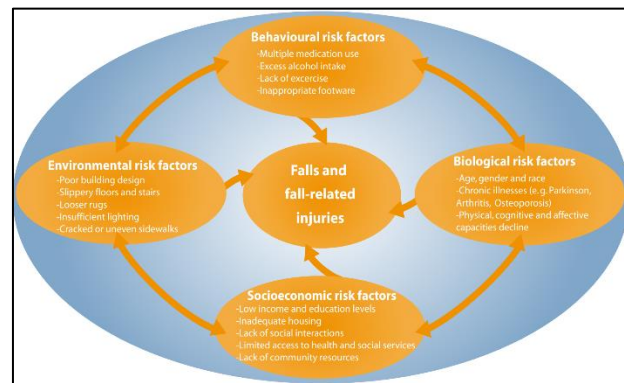 Behavioural risk factors
-Multiple medication use
-Excess alcohol intake
-Lack of excercise
-Inappropriate footware
Environmental risk factors
-Poor building design
-Slippery floors and stairs
-Looser rugs
-Insufficient lighting
-Cracked or uneven sidewalks
Falls and
fall-related
injuries
Biological risk factors
-Age, gender and race
-Chronic illnesses (e.g. Parkinson,
Arthritis, Osteoporosis)
-Physical, cognitive and affective
capacities decline
Socioeconomic risk factors
-Low income and education levels
-Inadequate housing
-Lack of social interactions
-Limited access to health and social services
-Lack of community resources